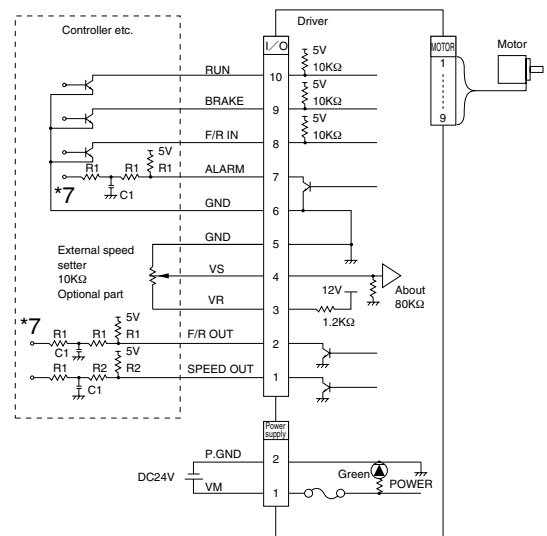 Controller etc.
Driver
I/O
MOTOR
Motor
RUN
10
5V
10KΩ
1
9
BRAKE
9
5V
10KΩ
F/R IN
8
5V
10KΩ
R1
R1
5V
R1
ALARM
7
*7
C1
GND
6
GND
5
External speed
setter
10KΩ
Optional part
VS
4
About
80KΩ
VR
3
12V
1.2KΩ
*7
R1
R1
5V
R1
F/R OUT
2
C1
R1
R2
5V
R2
SPEED OUT
1
C1
Power
supply
P.GND
2
DC24V
Green
POWER
VM
1